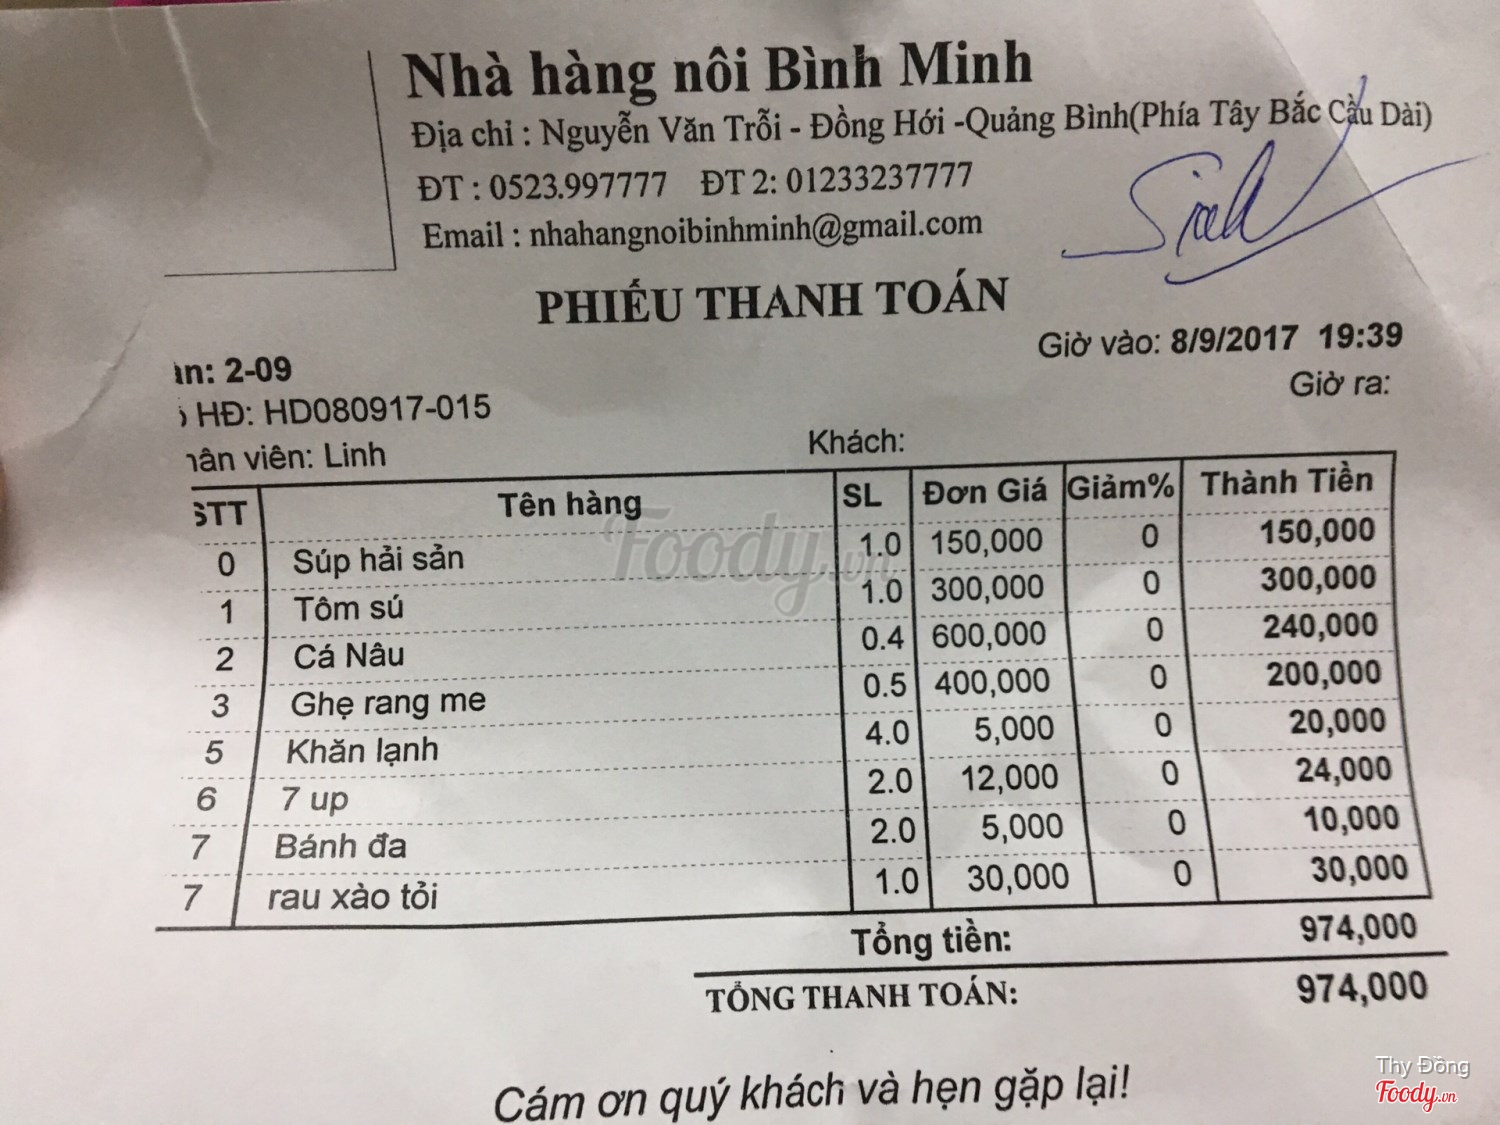 Nhà hàng nôi Bình Minh
Địa chỉ : Nguyễn Văn Trỗi - Đồng Hới -Quảng Bình(Phía Tây Bắc Cầu Dài)
ĐT : 0523.997777 ĐT 2: 01233237777
Email : nhahangnoibinhminh@gmail.com
PHIẾU THANH TOÁN
Giờ vào: 8/9/2017 19:39
àn: 2-09
Giờ ra:
HĐ: HD080917-015
hân viên: Linh Khách:
STT Tên hàng SL Đơn Giá Giảm% Thành Tiền
0 Súp hải sản 1.0 150,000 0 150,000
1 Tôm sú 1.0 300,000 0 300,000
2 Cá Nâu 0.4 600,000 0 240,000
3 Ghẹ rang me 0.5 400,000 0 200,000
5 Khăn lạnh 4.0 5,000 0 20,000
6 7 up 2.0 12,000 0 24,000
7 Bánh đa 2.0 5,000 0 10,000
7 rau xào tỏi 1.0 30,000 0 30,000
Tổng tiền: 974,000
TỔNG THANH TOÁN: 974,000
Cám ơn quý khách và hẹn gặp lại!
Foody.vn
Thy Đồng
Foody.vn